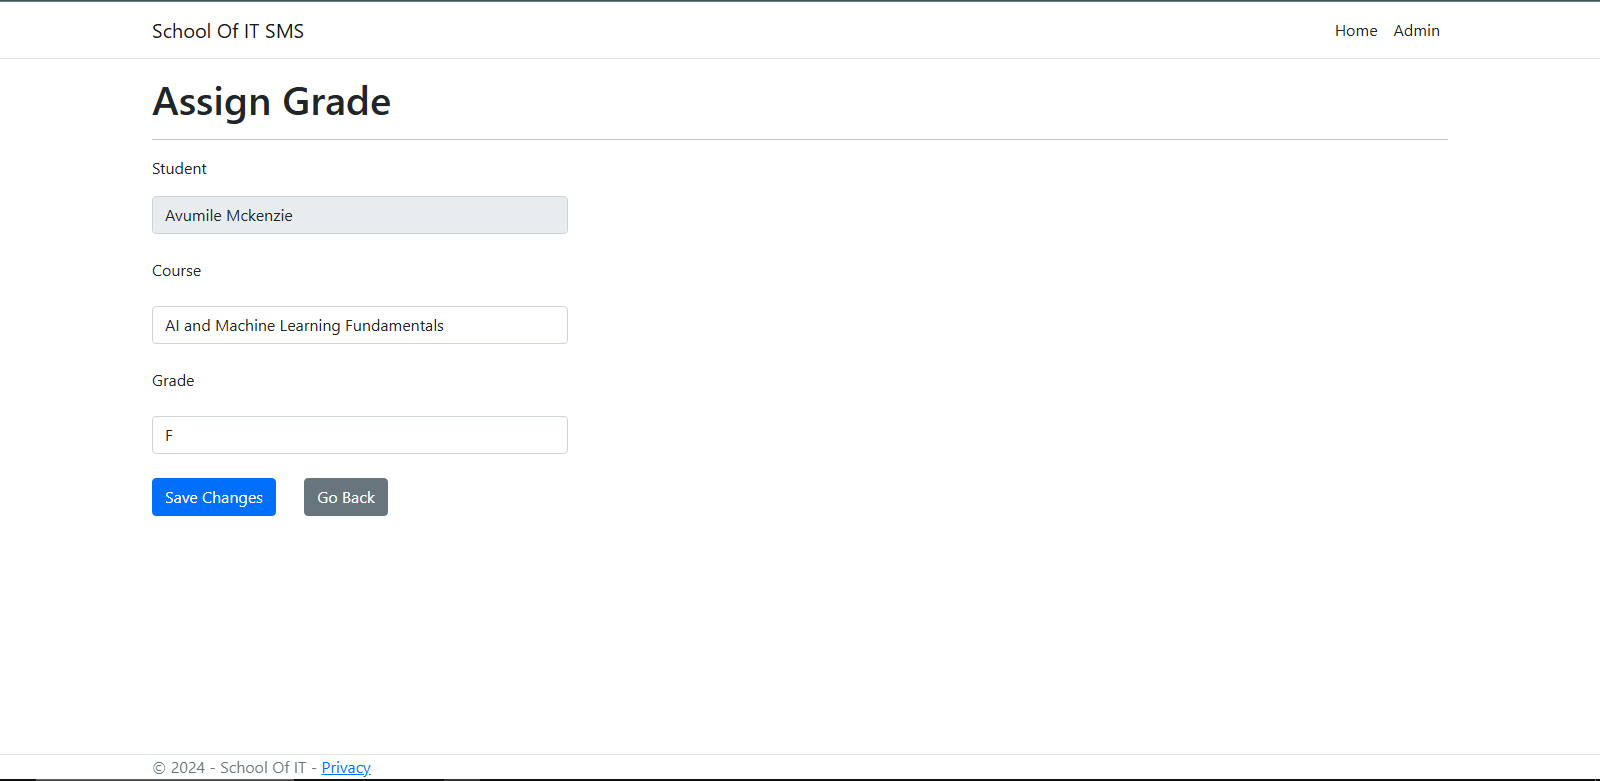 School Of IT SMS Home Admin
Assign Grade
Student
Avumile Mckenzie
Course
AI and Machine Learning Fundamentals
Grade
F
Save Changes Go Back
© 2024 - School Of IT - Privacy